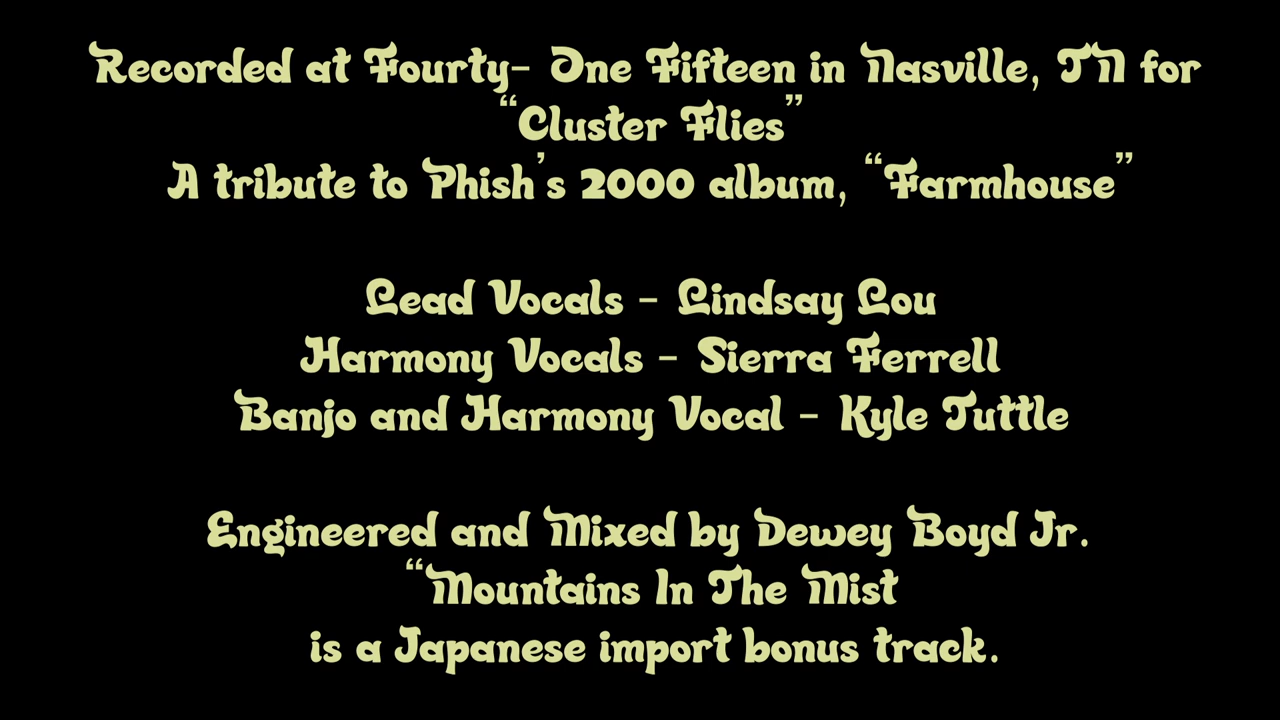 Recorded at Fourty- One Fifteen in Nasville, TN for
“Cluster Flies”
A tribute to Phish’s 2000 album, “Farmhouse”
Lead Vocals - Lindsay Lou
Harmony Vocals - Sierra Ferrell
Banjo and Harmony Vocal - Kyle Tuttle
Engineered and Mixed by Dewey Boyd Jr.
“Mountains In The Mist
is a Japanese import bonus track.